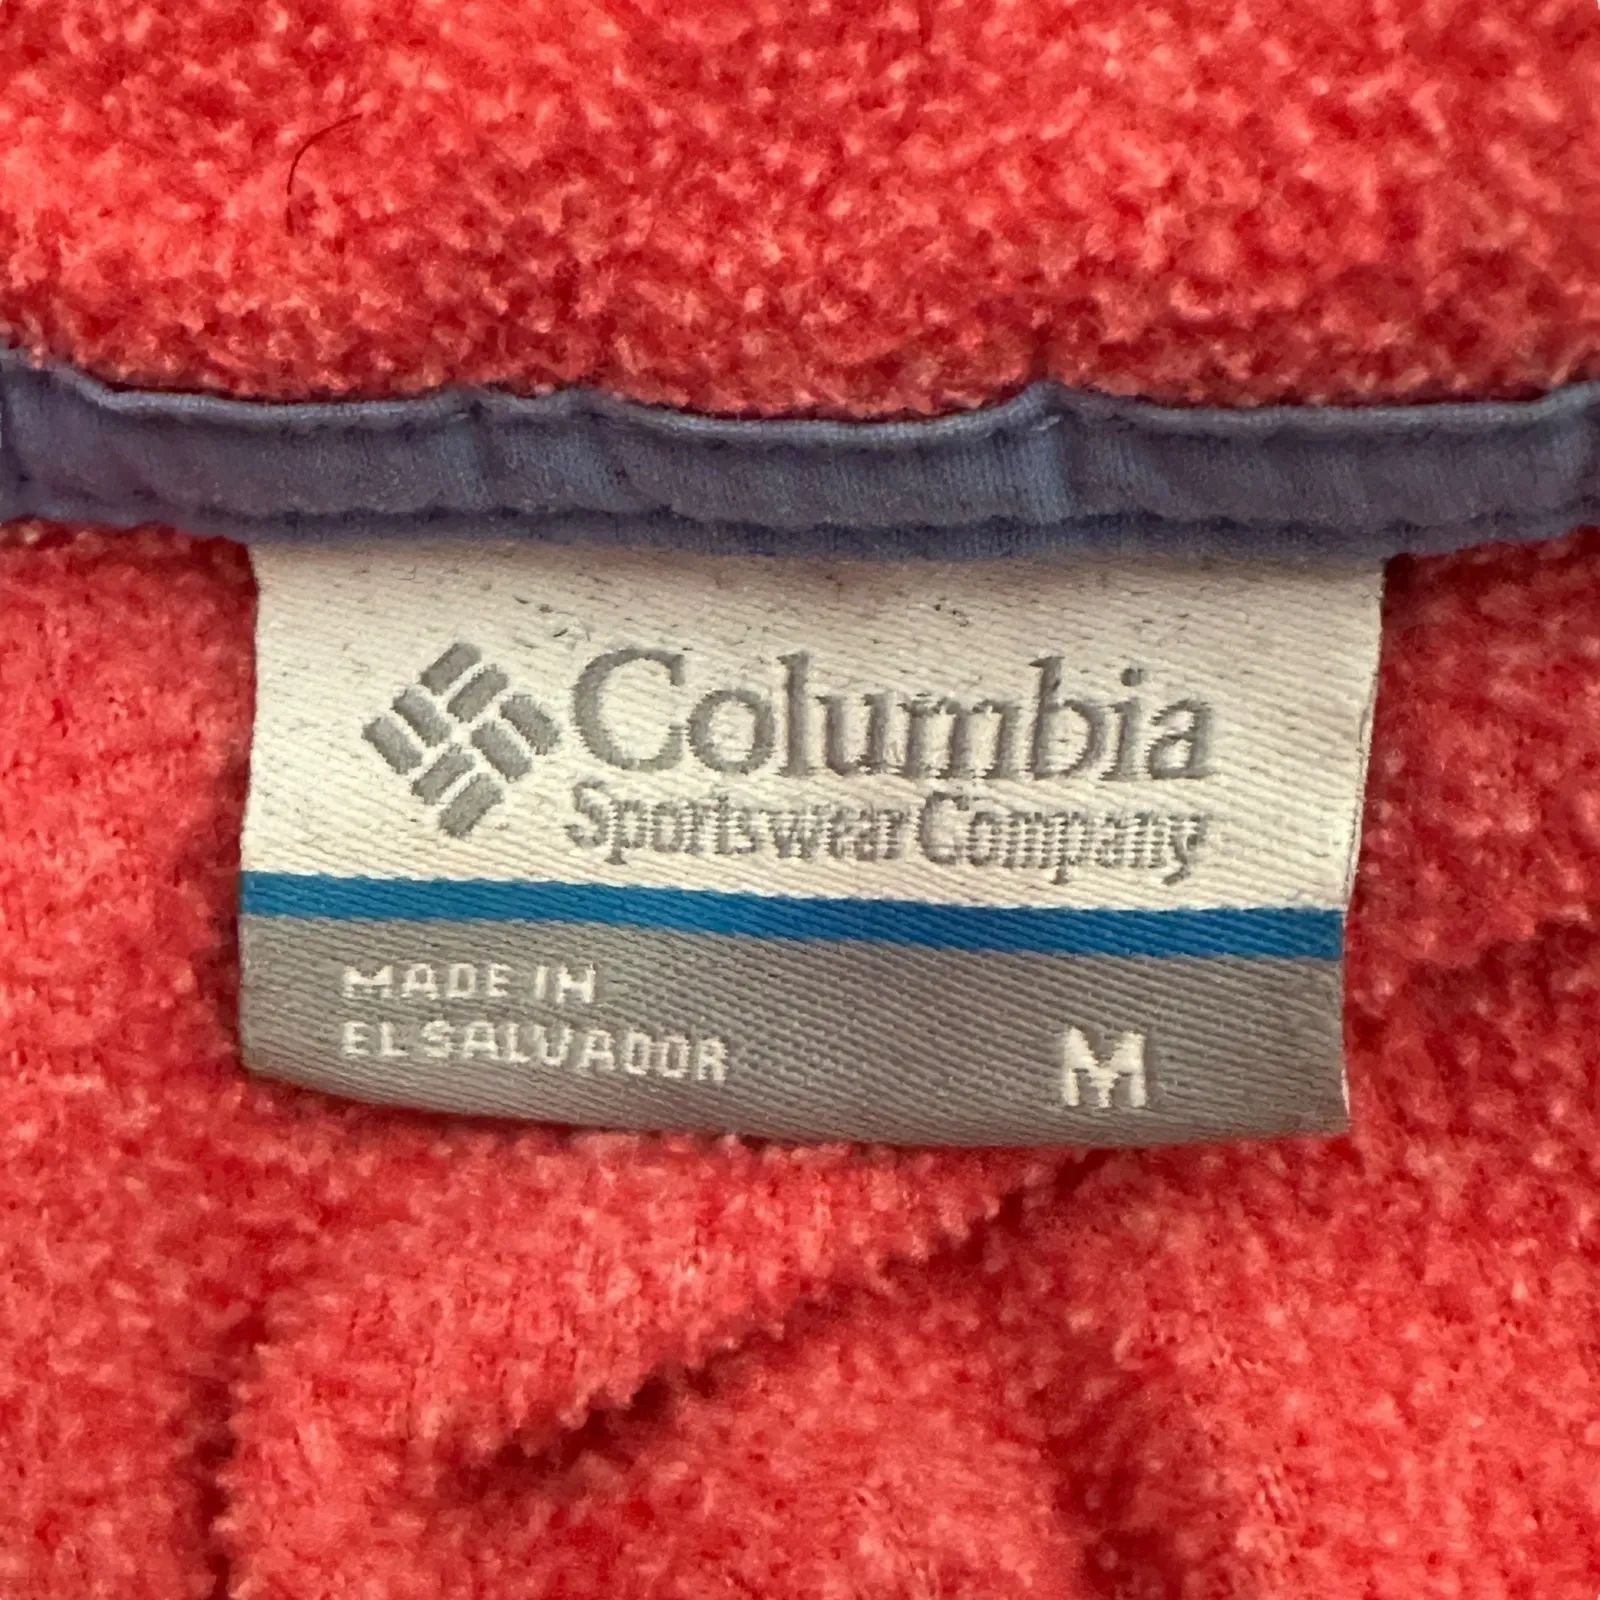 Columbia
Sportswear Company
MADE IN
EL SALVADOR
M